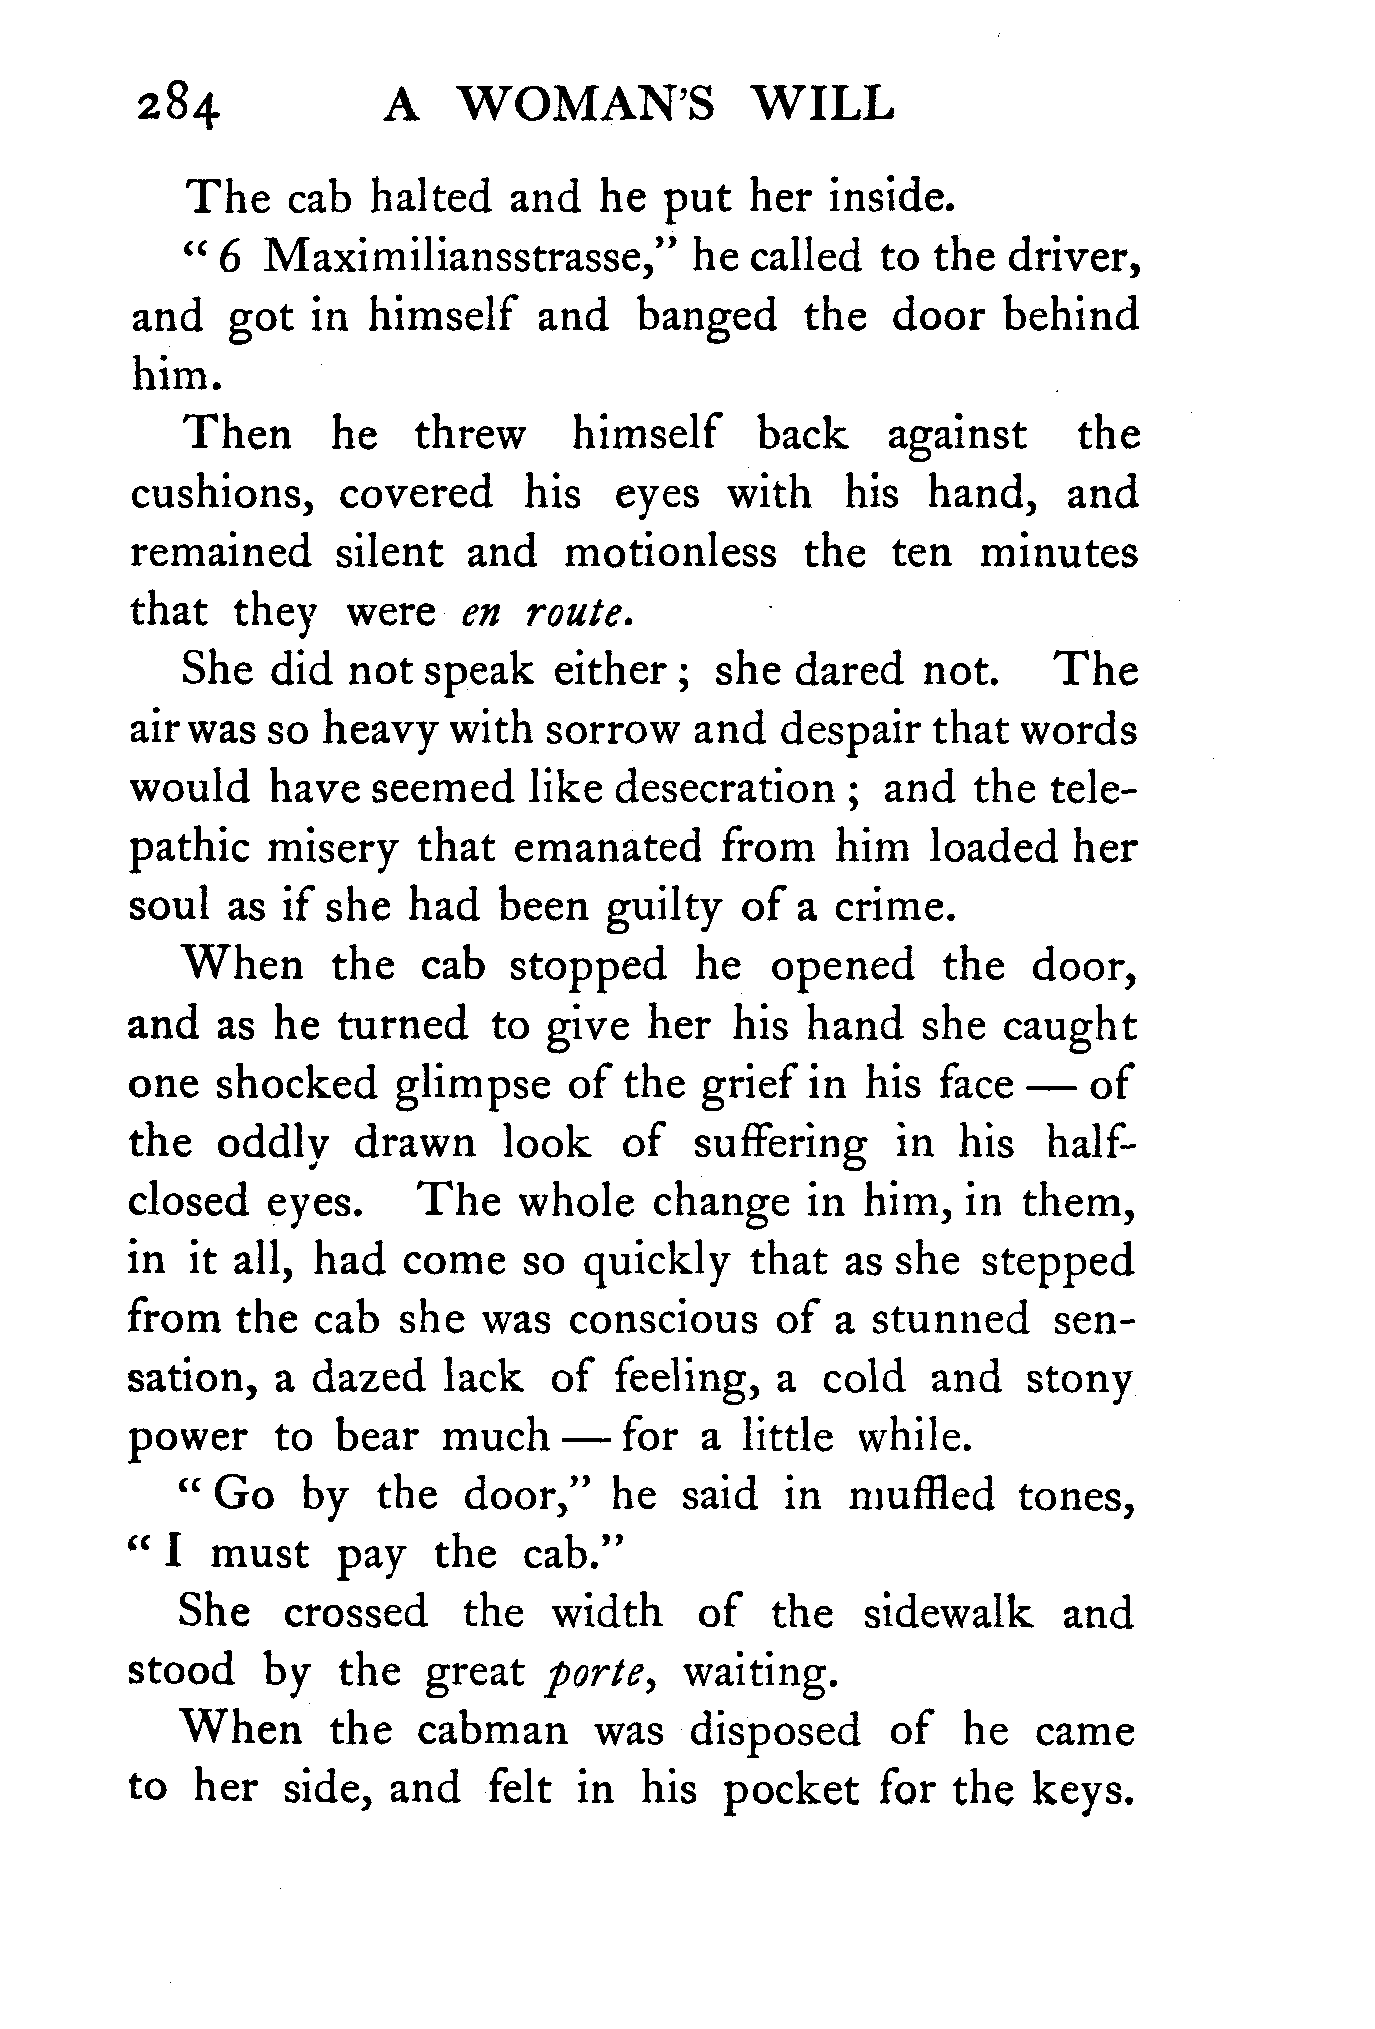 284 A WOMAN'S WILL
The cab halted and he put her inside.
“ 6 Maximiliansstrasse,” he called to the driver,
and got in himself and banged the door behind
him.
Then he threw himself back against the
cushions, covered his eyes with his hand, and
remained silent and motionless the ten minutes
that they were en route.
She did not speak either ; she dared not. The
air was so heavy with sorrow and despair that words
would have seemed like desecration ; and the tele-
pathic misery that emanated from him loaded her
soul as if she had been guilty of a crime.
When the cab stopped he opened the door,
and as he turned to give her his hand she caught
one shocked glimpse of the grief in his face — of
the oddly drawn look of suffering in his half-
closed eyes. The whole change in him, in them,
in it all, had come so quickly that as she stepped
from the cab she was conscious of a stunned sen-
sation, a dazed lack of feeling, a cold and stony
power to bear much — for a little while.
“ Go by the door,” he said in muffled tones,
“ I must pay the cab.”
She crossed the width of the sidewalk and
stood by the great porte, waiting.
When the cabman was disposed of he came
to her side, and felt in his pocket for the keys.